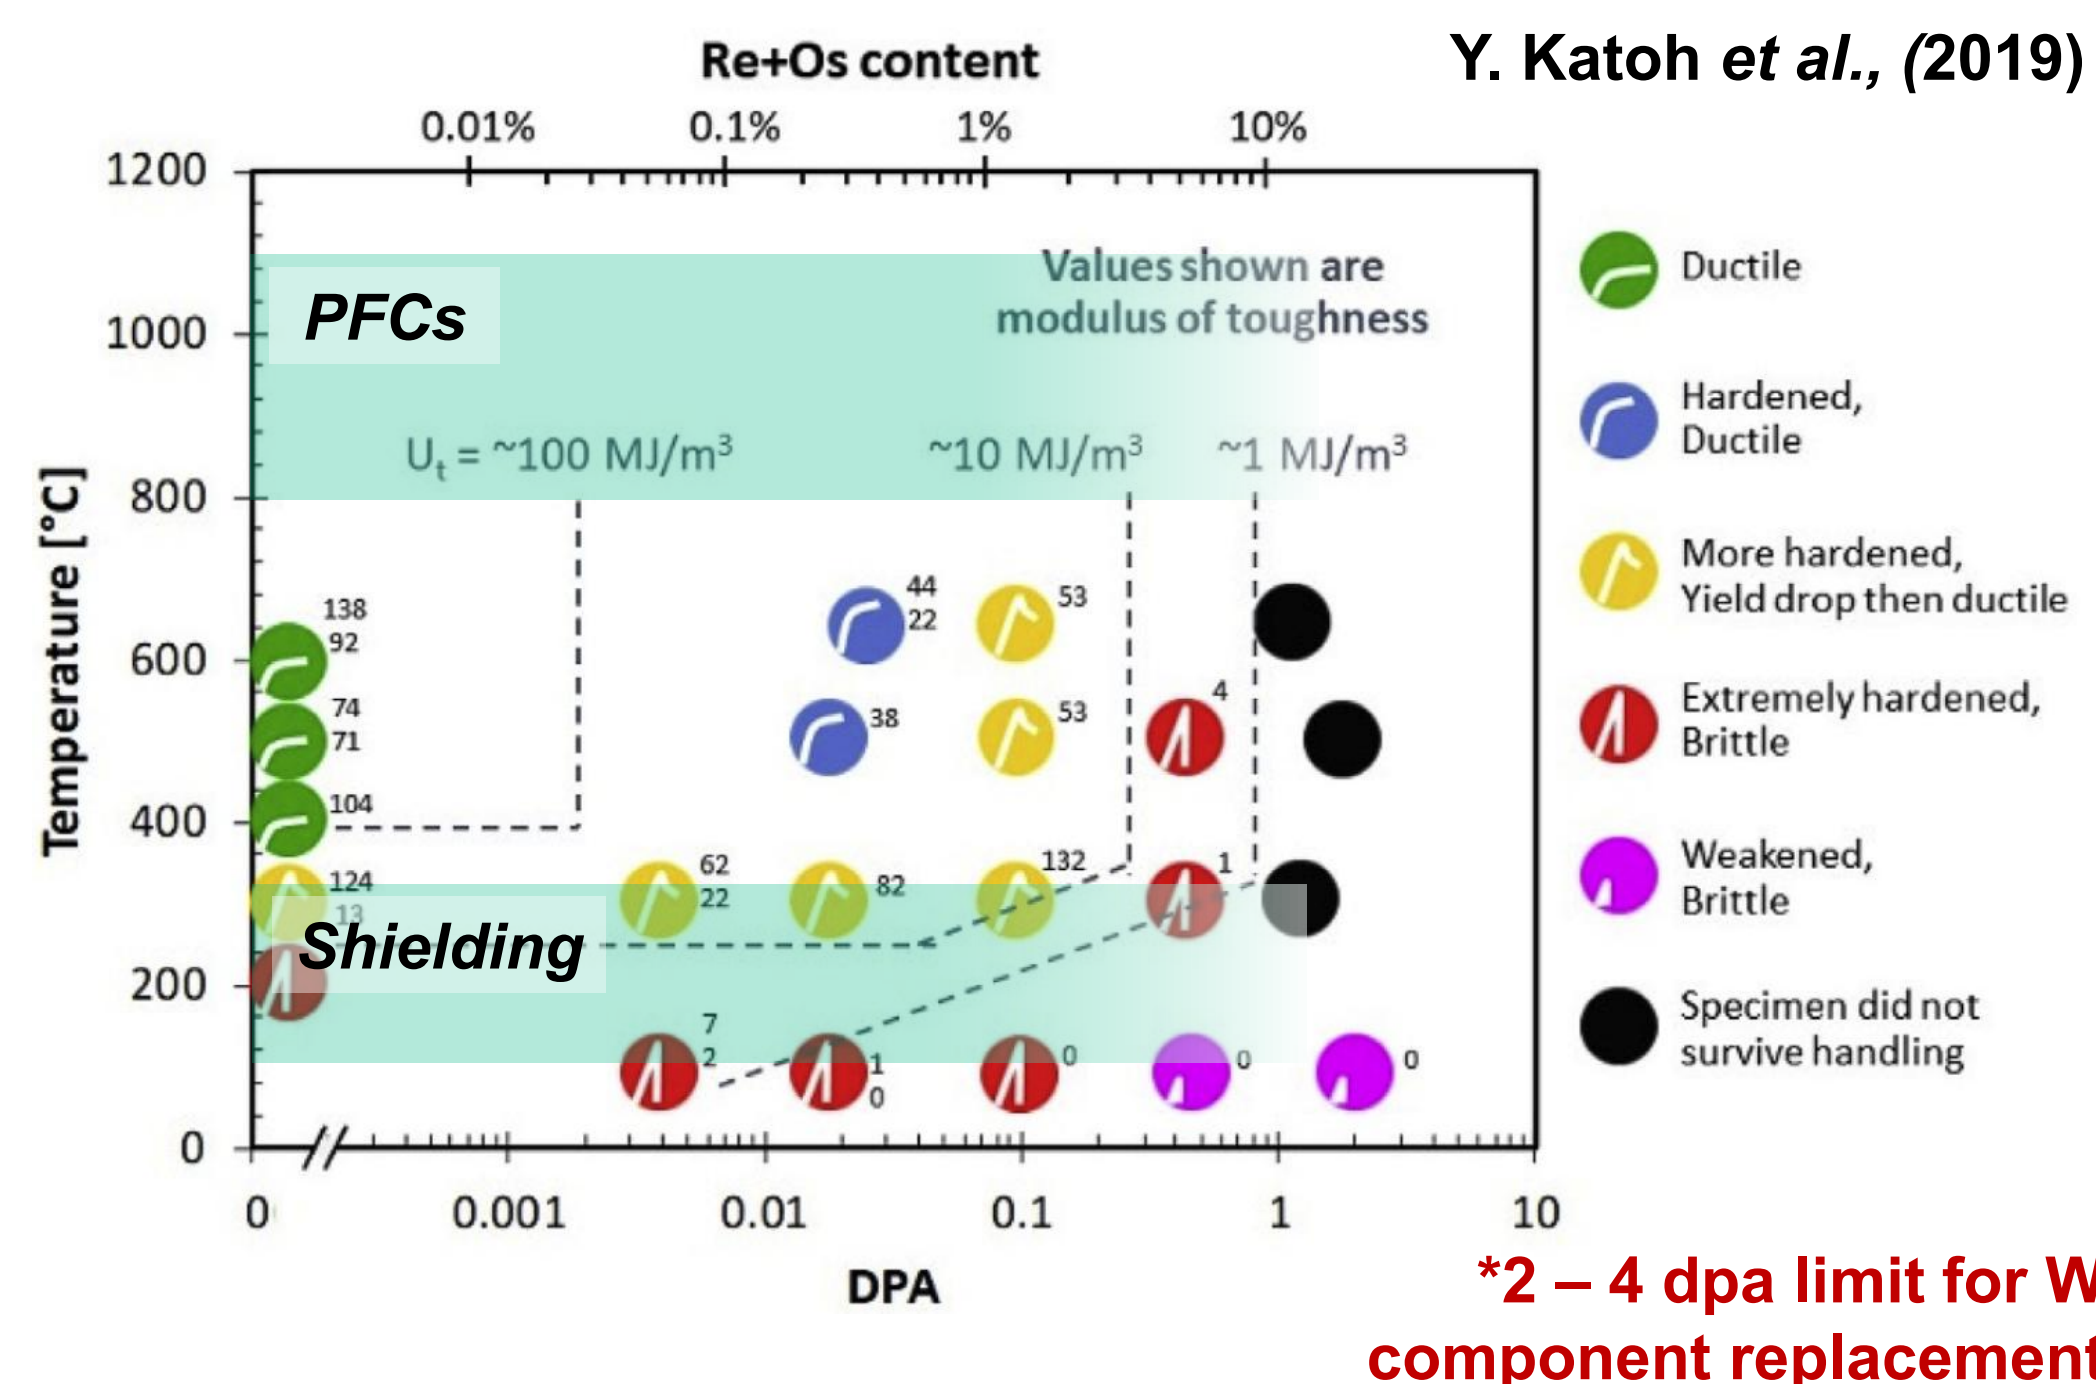 Re+Os content
Y. Katoh et al., (2019)
0.01% 0.1% 1% 10%
1200
1000
800
600
400
200
0
Temperature [°C]
Values shown are
modulus of toughness
PFCs
Ut = ~100 MJ/m³ ~10 MJ/m³ ~1 MJ/m³
138
92
74
71
104
124
13
44
22
38
53
53
4
62
22
82
132
1
Shielding
7
2
1
0
0
0
0
0 0.001 0.01 0.1 1 10
DPA
Ductile
Hardened,
Ductile
More hardened,
Yield drop then ductile
Extremely hardened,
Brittle
Weakened,
Brittle
Specimen did not
survive handling
*2 – 4 dpa limit for W
component replacement